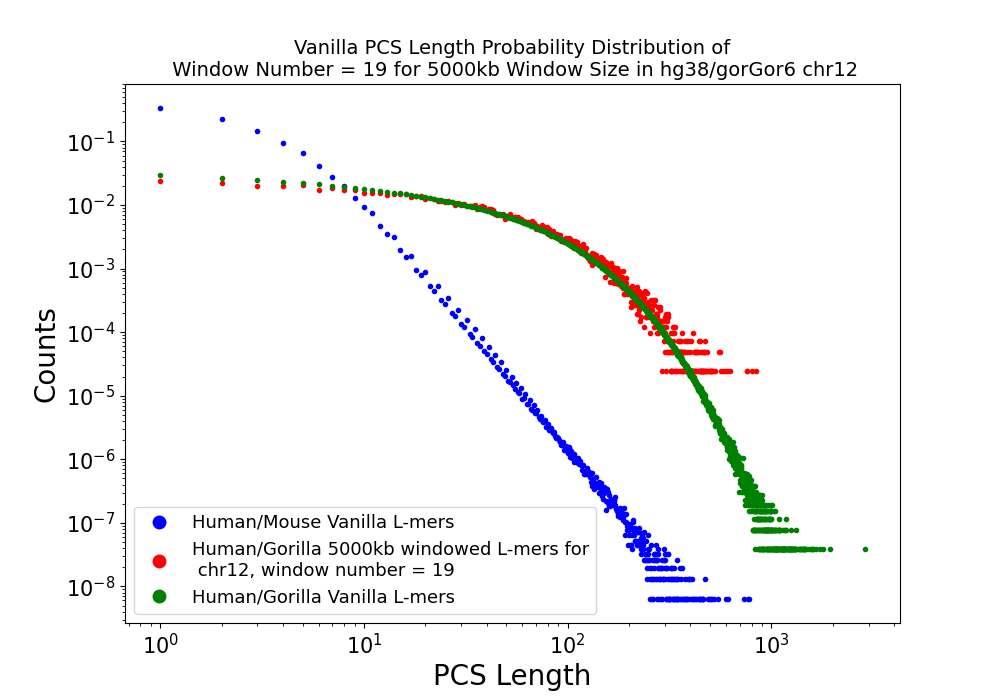 Vanilla PCS Length Probability Distribution of
Window Number = 19 for 5000kb Window Size in hg38/gorGor6 chr12
Counts
10⁻¹
10⁻²
10⁻³
10⁻⁴
10⁻⁵
10⁻⁶
10⁻⁷
10⁻⁸
Human/Mouse Vanilla L-mers
Human/Gorilla 5000kb windowed L-mers for
chr12, window number = 19
Human/Gorilla Vanilla L-mers
10⁰ 10¹ 10² 10³
PCS Length